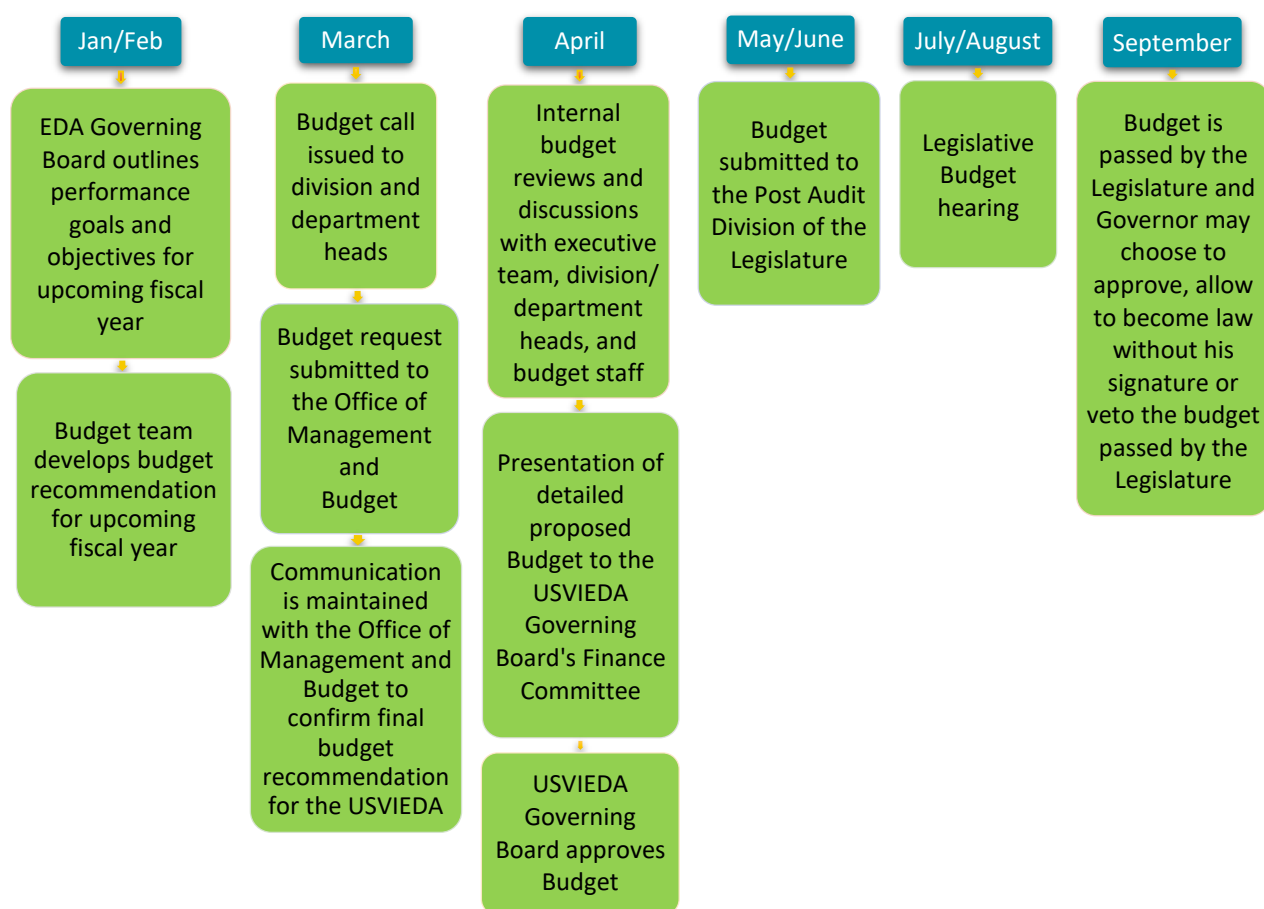 Jan/Feb
EDA Governing
Board outlines
performance
goals and
objectives for
upcoming fiscal
year
Budget team
develops budget
recommendation
for upcoming
fiscal year
March
Budget call
issued to
division and
department
heads
Budget request
submitted to
the Office of
Management
and
Budget
Communication
is maintained
with the Office of
Management and
Budget to
confirm final
budget
recommendation
for the USVIEDA
April
Internal
budget
reviews and
discussions
with executive
team, division/
department
heads, and
budget staff
Presentation of
detailed
proposed
Budget to the
USVIEDA
Governing
Board's Finance
Committee
USVIEDA
Governing
Board approves
Budget
May/June
Budget
submitted to
the Post Audit
Division of the
Legislature
July/August
Legislative
Budget
hearing
September
Budget is
passed by the
Legislature and
Governor may
choose to
approve, allow
to become law
without his
signature or
veto the budget
passed by the
Legislature